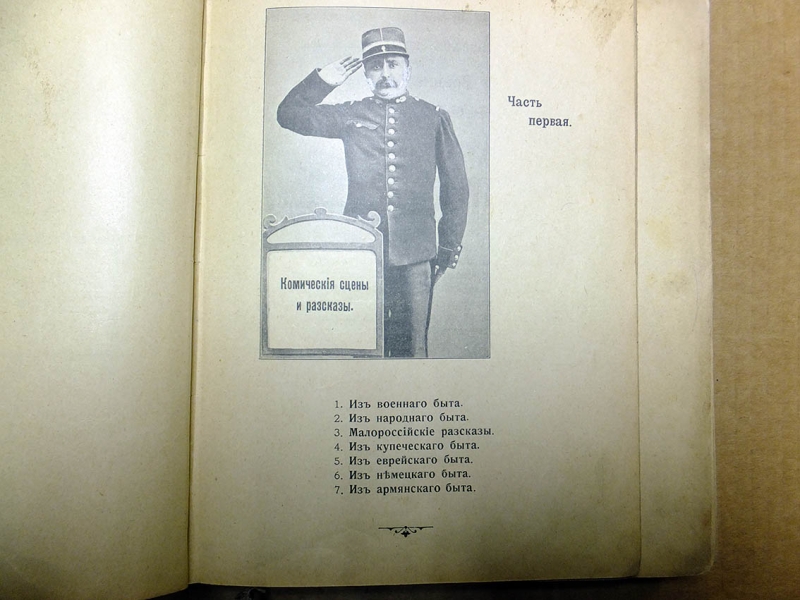 Часть
первая.
Комическія сцены
и разсказы.
1. Изъ военнаго быта.
2. Изъ народнаго быта.
3. Малороссійскіе разсказы.
4. Изъ купеческаго быта.
5. Изъ еврейскаго быта.
6. Изъ нѣмецкаго быта.
7. Изъ армянскаго быта.